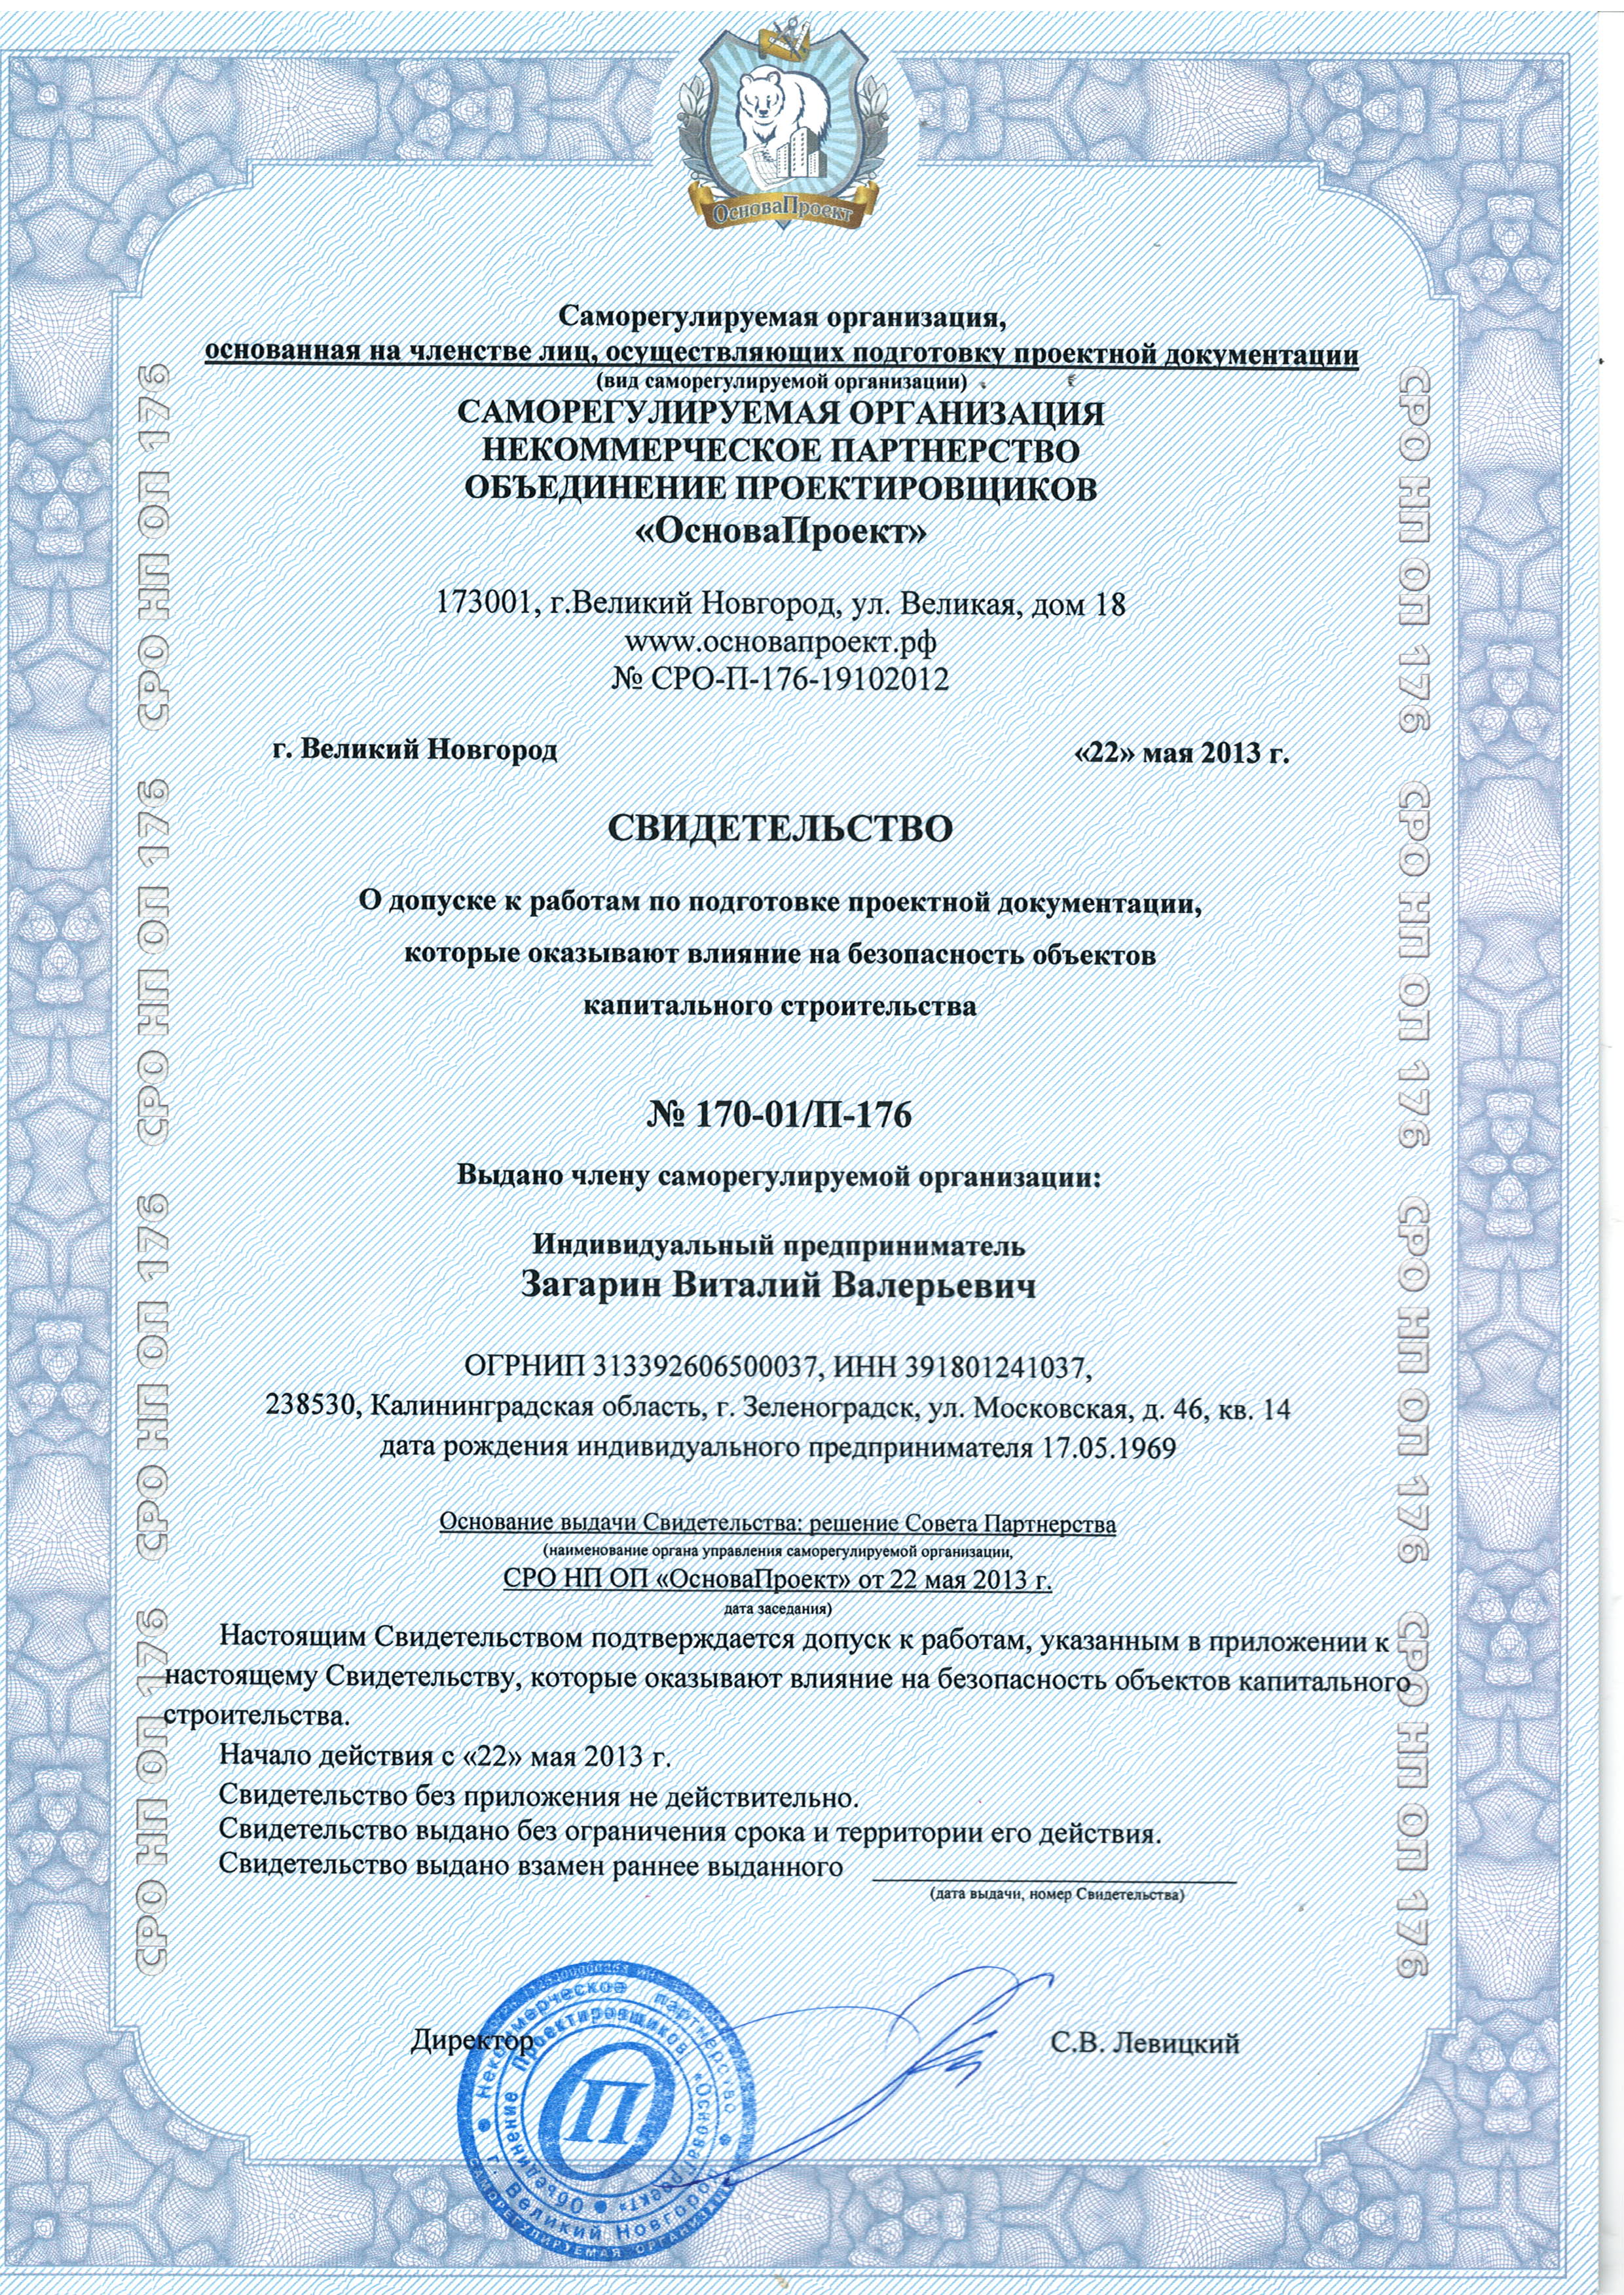 ОсноваПроект
Саморегулируемая организация,
основанная на членстве лиц, осуществляющих подготовку проектной документации
(вид саморегулируемой организации)
САМОРЕГУЛИРУЕМАЯ ОРГАНИЗАЦИЯ
НЕКОММЕРЧЕСКОЕ ПАРТНЕРСТВО
ОБЪЕДИНЕНИЕ ПРОЕКТИРОВЩИКОВ
«ОсноваПроект»
173001, г.Великий Новгород, ул. Великая, дом 18
www.основапроект.рф
№ СРО-П-176-19102012
г. Великий Новгород «22» мая 2013 г.
СВИДЕТЕЛЬСТВО
О допуске к работам по подготовке проектной документации,
которые оказывают влияние на безопасность объектов
капитального строительства
№ 170-01/П-176
Выдано члену саморегулируемой организации:
Индивидуальный предприниматель
Загарин Виталий Валерьевич
ОГРНИП 313392606500037, ИНН 391801241037,
238530, Калининградская область, г. Зеленоградск, ул. Московская, д. 46, кв. 14
дата рождения индивидуального предпринимателя 17.05.1969
Основание выдачи Свидетельства: решение Совета Партнерства
(наименование органа управления саморегулируемой организации,
СРО НП ОП «ОсноваПроект» от 22 мая 2013 г.
дата заседания)
Настоящим Свидетельством подтверждается допуск к работам, указанным в приложении к
настоящему Свидетельству, которые оказывают влияние на безопасность объектов капитального
строительства.
Начало действия с «22» мая 2013 г.
Свидетельство без приложения не действительно.
Свидетельство выдано без ограничения срока и территории его действия.
Свидетельство выдано взамен раннее выданного
(дата выдачи, номер Свидетельства)
Директор С.В. Левицкий
Некоммерческое партнерство
г. Великий Новгород
Объединение Проектировщиков «ОсноваПроект»
САМОРЕГУЛИРУЕМАЯ ОРГАНИЗАЦИЯ
ОП
СРО НП ОП 176 СРО НП ОП 176 СРО НП ОП 176 СРО НП ОП 176
СРО НП ОП 176 СРО НП ОП 176 СРО НП ОП 176 СРО НП ОП 176